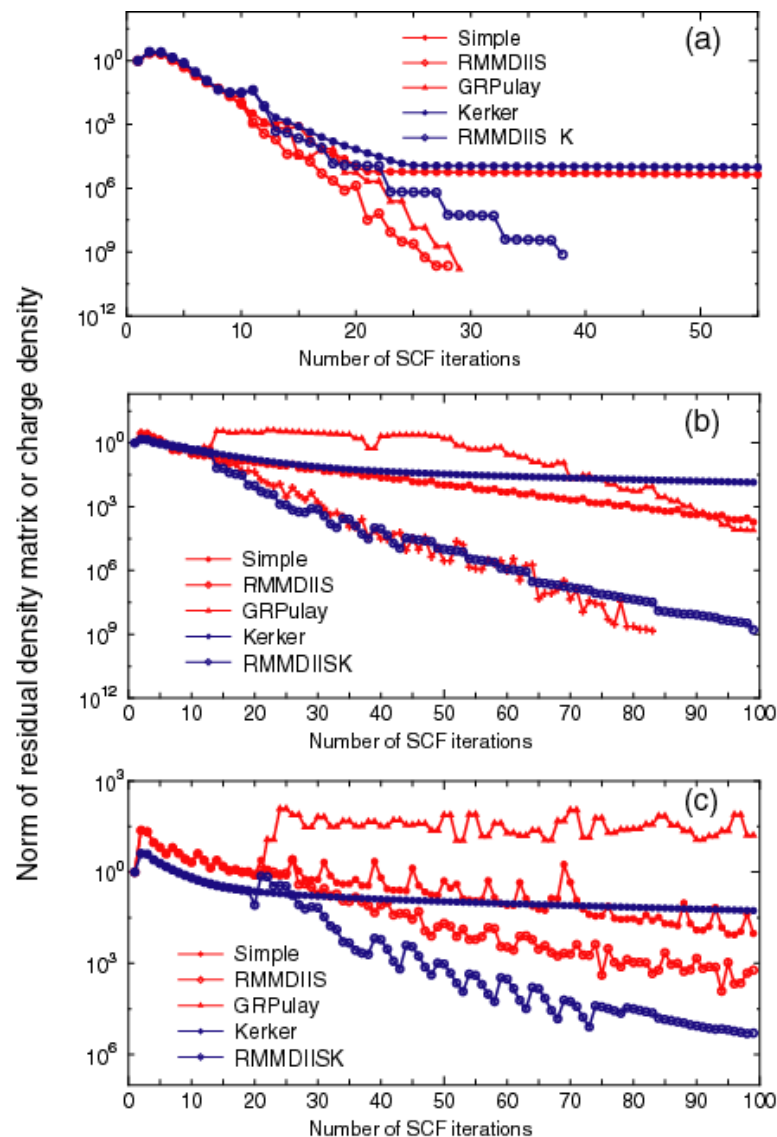 Norm of residual density matrix or charge density
(a)
Simple
RMMDIIS
GRPulay
Kerker
RMMDIIS K
10^0
10^3
10^6
10^9
10^12
0 10 20 30 40 50
Number of SCF iterations
(b)
10^0
10^3
10^6
10^9
10^12
Simple
RMMDIIS
GRPulay
Kerker
RMMDIISK
0 10 20 30 40 50 60 70 80 90 100
Number of SCF iterations
(c)
10^3
10^0
10^3
10^6
Simple
RMMDIIS
GRPulay
Kerker
RMMDIISK
0 10 20 30 40 50 60 70 80 90 100
Number of SCF iterations